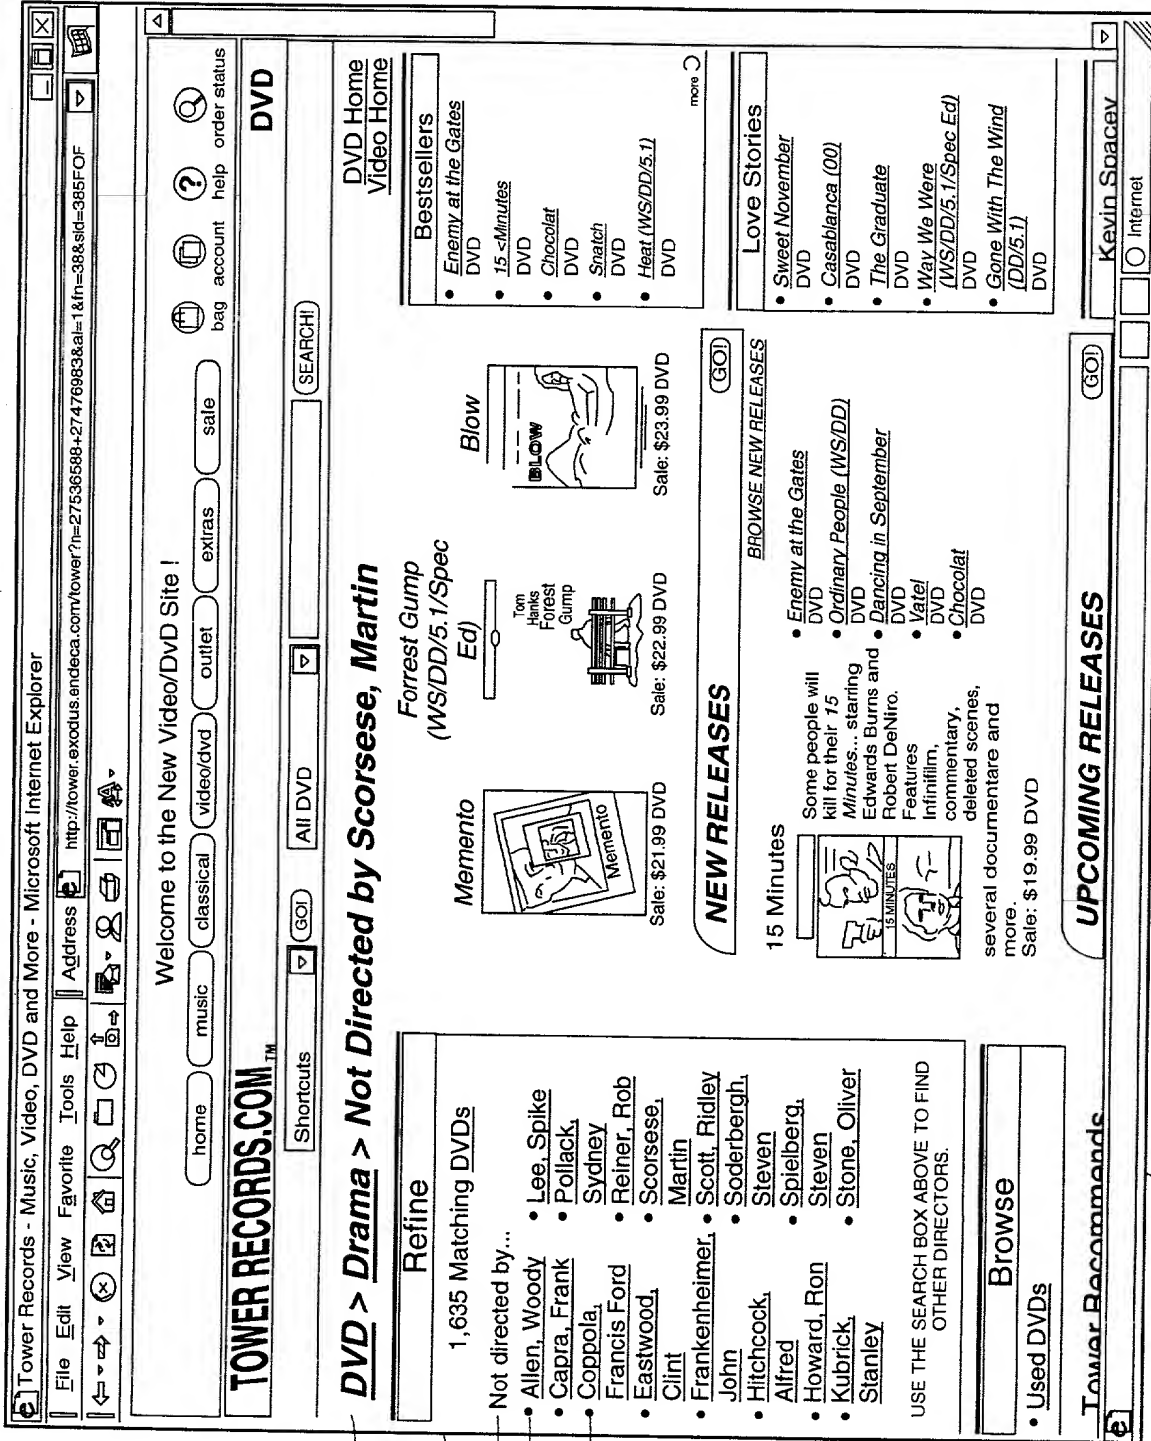 Tower Records - Music, Video, DVD and More - Microsoft Internet Explorer
File Edit View Favorite Tools Help
Address http://tower.exodus.endeca.com/tower?n=27536588+27476983&al=1&fn=38&sld=385FOF
Welcome to the New Video/DvD Site !
home music classical video/dvd outlet extras sale
bag account help order status
TOWER RECORDS.COM™
DVD
Shortcuts GO! All DVD SEARCH!
DVD > Drama > Not Directed by Scorsese, Martin
DVD Home
Video Home
Refine
1,635 Matching DVDs
Not directed by...
• Allen, Woody
• Capra, Frank
• Coppola,
Francis Ford
• Eastwood,
Clint
• Frankenheimer,
John
• Hitchcock,
Alfred
• Howard, Ron
• Kubrick,
Stanley
• Lee, Spike
• Pollack,
Sydney
• Reiner, Rob
• Scorsese,
Martin
• Scott, Ridley
• Soderbergh,
Steven
• Spielberg,
Steven
• Stone, Oliver
USE THE SEARCH BOX ABOVE TO FIND
OTHER DIRECTORS.
Browse
• Used DVDs
Tower Recommends
Memento
Memento
Sale: $21.99 DVD
Forrest Gump
(WS/DD/5.1/Spec
Ed)
Tom
Hanks
Forest
Gump
Sale: $22.99 DVD
Blow
BLOW
Sale: $23.99 DVD
NEW RELEASES GO!
BROWSE NEW RELEASES
15 Minutes
15 MINUTES
Some people will
kill for their 15
Minutes... starring
Edwards Burns and
Robert DeNiro.
Features
Infinifilm,
commentary,
deleted scenes,
several documentare and
more.
Sale: $19.99 DVD
• Enemy at the Gates
DVD
• Ordinary People (WS/DD)
DVD
• Dancing in September
DVD
• Vatel
DVD
• Chocolat
DVD
UPCOMING RELEASES GO!
Bestsellers
• Enemy at the Gates
DVD
• 15 <Minutes
DVD
• Chocolat
DVD
• Snatch
DVD
• Heat (WS/DD/5.1)
DVD
more
Love Stories
• Sweet November
DVD
• Casablanca (00)
DVD
• The Graduate
DVD
• Way We Were
(WS/DD/5.1/Spec Ed)
DVD
• Gone With The Wind
(DD/5.1)
DVD
Kevin Spacey
Internet